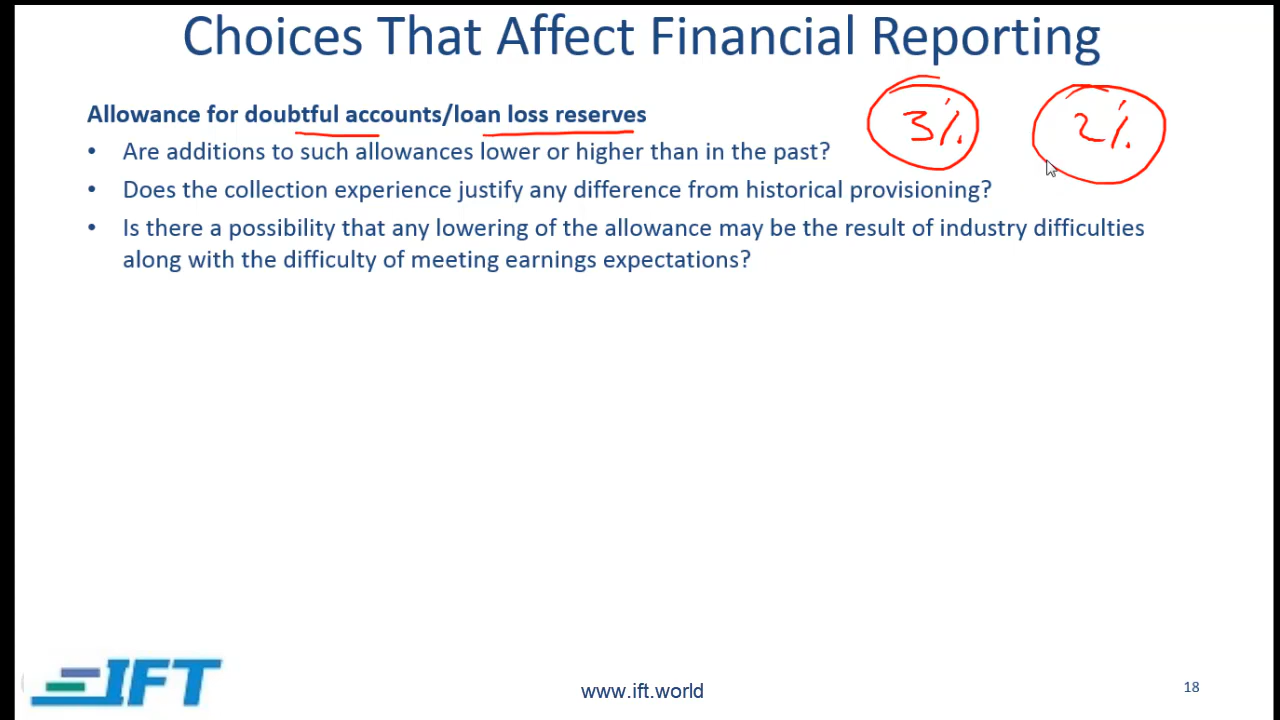 Choices That Affect Financial Reporting
Allowance for doubtful accounts/loan loss reserves
3%
2%
• Are additions to such allowances lower or higher than in the past?
• Does the collection experience justify any difference from historical provisioning?
• Is there a possibility that any lowering of the allowance may be the result of industry difficulties
along with the difficulty of meeting earnings expectations?
IFT
www.ift.world
18